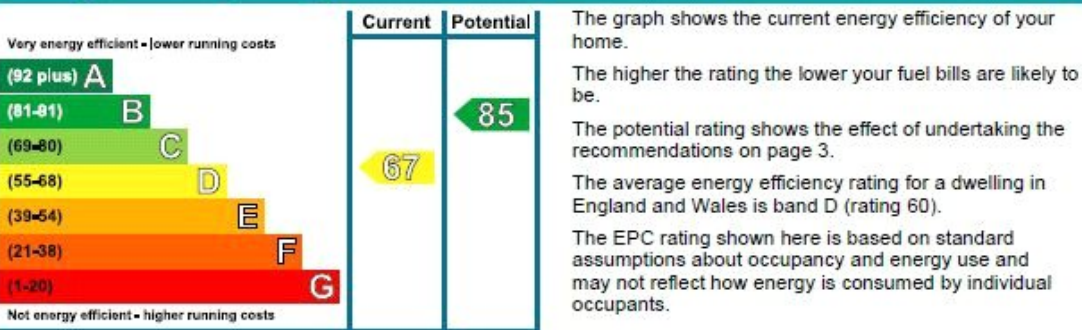 Current Potential
Very energy efficient - lower running costs
(92 plus) A
(81-91) B
85
(69-80) C
(55-68) D
67
(39-54) E
(21-38) F
(1-20) G
Not energy efficient - higher running costs
The graph shows the current energy efficiency of your
home.
The higher the rating the lower your fuel bills are likely to
be.
The potential rating shows the effect of undertaking the
recommendations on page 3.
The average energy efficiency rating for a dwelling in
England and Wales is band D (rating 60).
The EPC rating shown here is based on standard
assumptions about occupancy and energy use and
may not reflect how energy is consumed by individual
occupants.